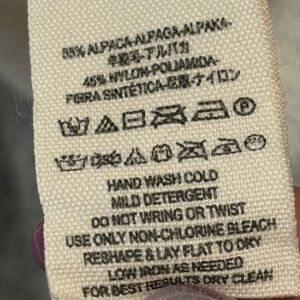 55% ALPACA-ALPAGA-ALPAKA-
羊駝毛-アルパカ
45% NYLON-POLIAMIDA-
FIBRA SINTÉTICA-尼龍-ナイロン
HAND WASH COLD
MILD DETERGENT
DO NOT WRING OR TWIST
USE ONLY NON-CHLORINE BLEACH
RESHAPE & LAY FLAT TO DRY
LOW IRON AS NEEDED
FOR BEST RESULTS DRY CLEAN